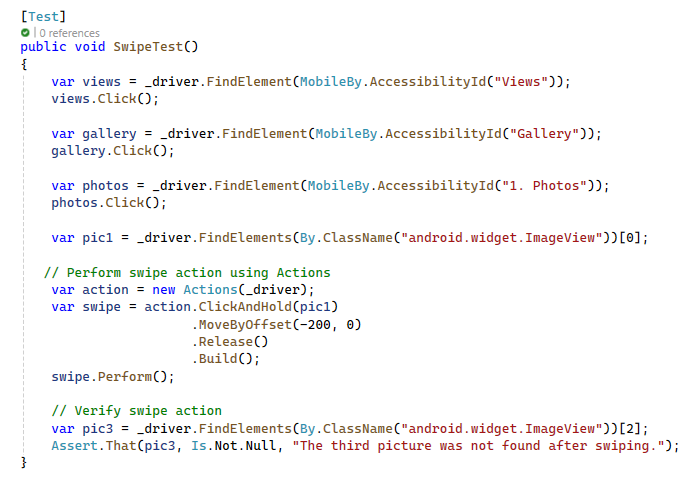 [Test]
| 0 references
public void SwipeTest()
{
var views = _driver.FindElement(MobileBy.AccessibilityId("Views"));
views.Click();
var gallery = _driver.FindElement(MobileBy.AccessibilityId("Gallery"));
gallery.Click();
var photos = _driver.FindElement(MobileBy.AccessibilityId("1. Photos"));
photos.Click();
var pic1 = _driver.FindElements(By.ClassName("android.widget.ImageView"))[0];
// Perform swipe action using Actions
var action = new Actions(_driver);
var swipe = action.ClickAndHold(pic1)
.MoveByOffset(-200, 0)
.Release()
.Build();
swipe.Perform();
// Verify swipe action
var pic3 = _driver.FindElements(By.ClassName("android.widget.ImageView"))[2];
Assert.That(pic3, Is.Not.Null, "The third picture was not found after swiping.");
}